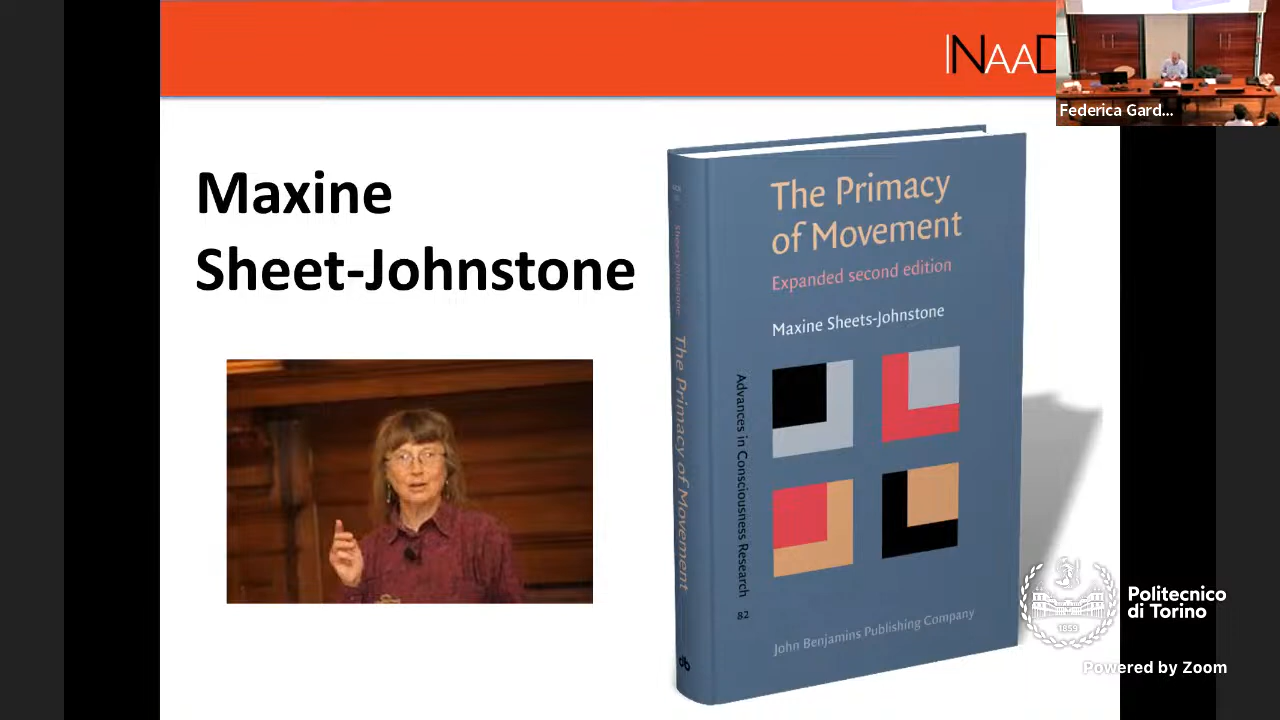 INAAD
Federica Gard...
Maxine
Sheet-Johnstone
The Primacy
of Movement
Expanded second edition
Maxine Sheets-Johnstone
Advances in Consciousness Research
82
John Benjamins Publishing Company
Sheets-Johnstone
The Primacy of Movement
Politecnico
di Torino
1859
Powered by Zoom